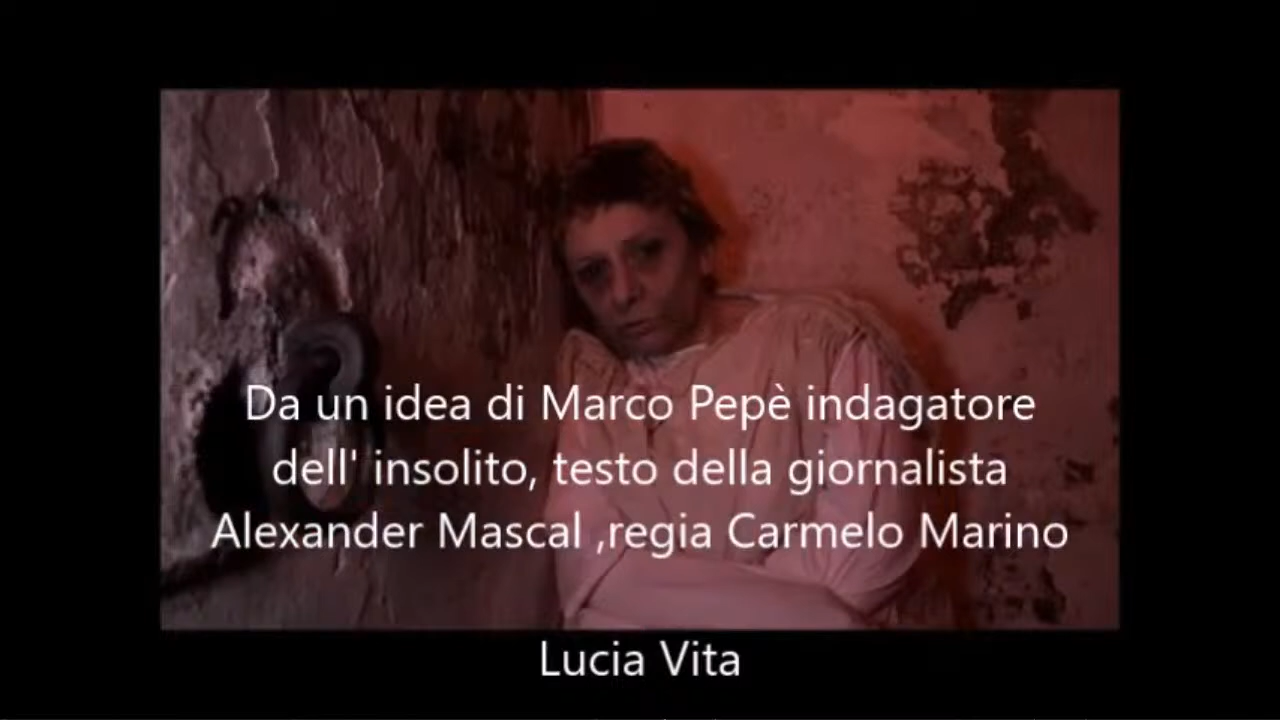 Da un idea di Marco Pepè indagatore
dell' insolito, testo della giornalista
Alexander Mascal ,regia Carmelo Marino
Lucia Vita